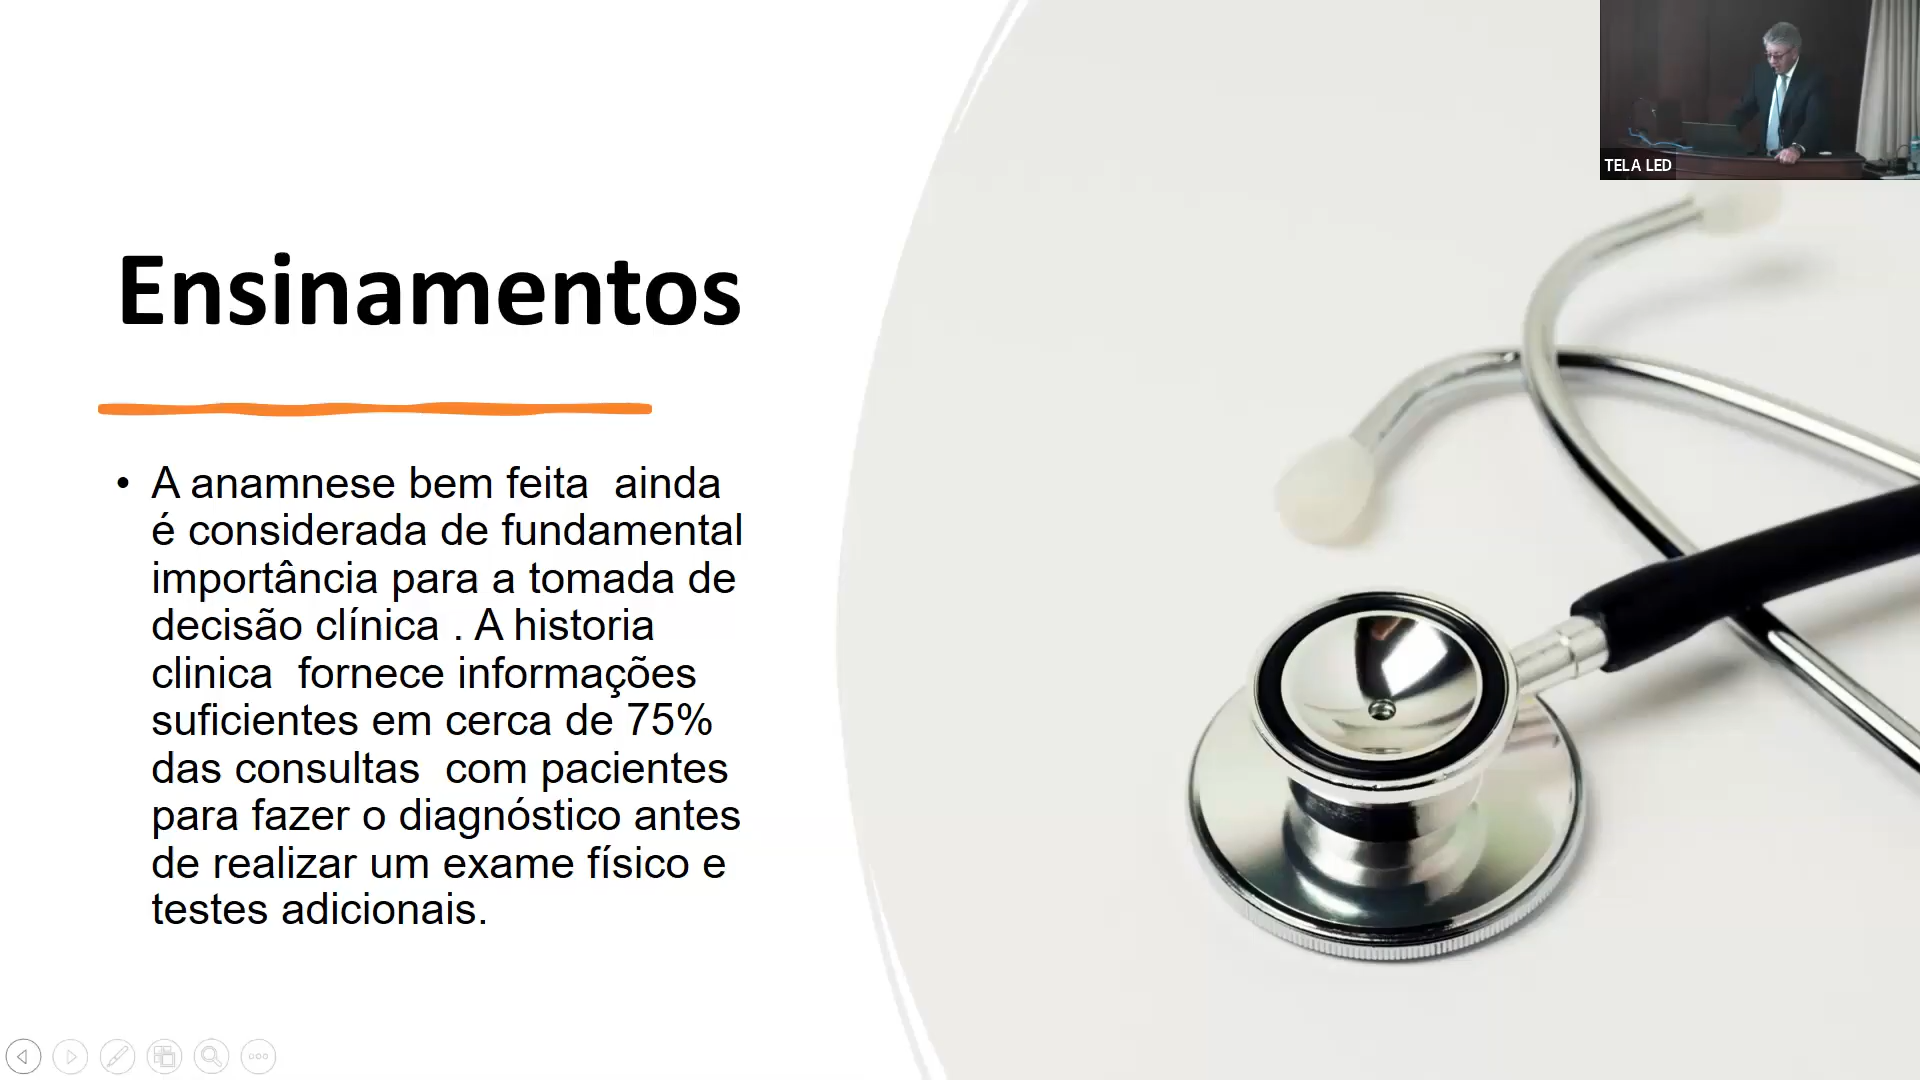 TELA LED
Ensinamentos
• A anamnese bem feita  ainda
é considerada de fundamental
importância para a tomada de
decisão clínica . A historia
clinica  fornece informações
suficientes em cerca de 75%
das consultas  com pacientes
para fazer o diagnóstico antes
de realizar um exame físico e
testes adicionais.